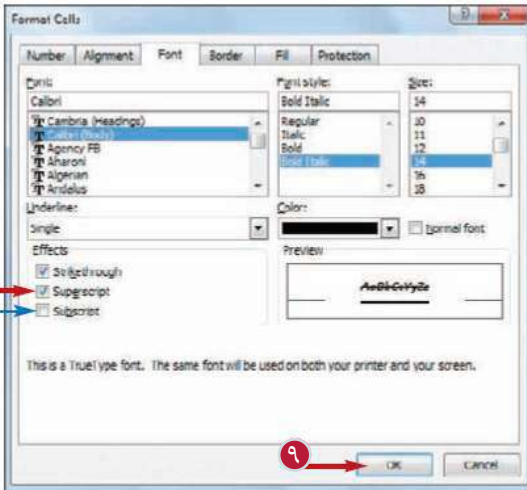 Format Cells
Number Alignment Font Border Fill Protection
Font: Font style: Size:
Calibri Bold Italic 14
Cambria (Headings) Regular 10
Calibri (Body) Italic 11
Agency FB Bold 12
Aharoni Bold Italic 14
Algerian 16
Andalus 18
Underline: Color:
Single Normal font
Effects Preview
Strikethrough
Superscript AaBbCcYyZz
Subscript
This is a TrueType font. The same font will be used on both your printer and your screen.
٩
OK Cancel